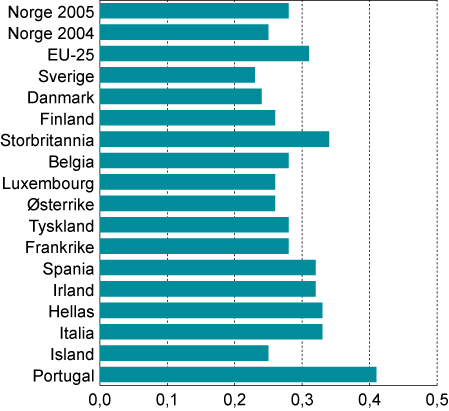 Norge 2005
Norge 2004
EU-25
Sverige
Danmark
Finland
Storbritannia
Belgia
Luxembourg
Østerrike
Tyskland
Frankrike
Spania
Irland
Hellas
Italia
Island
Portugal
0,0 0,1 0,2 0,3 0,4 0,5